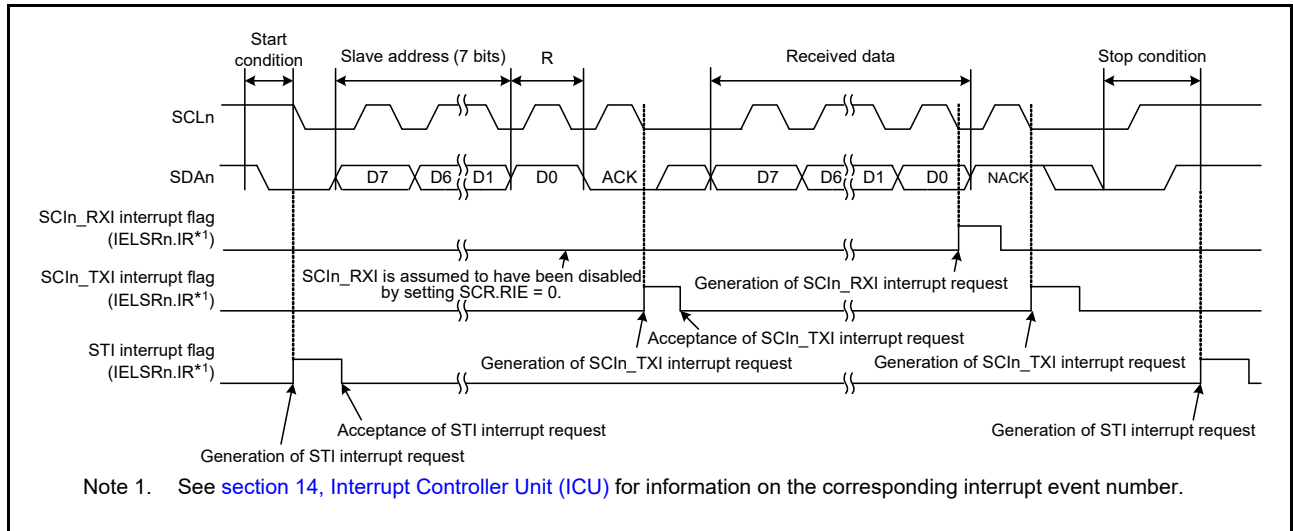 Start
condition
Slave address (7 bits)
R
Received data
Stop condition
SCLn
SDAn
D7
D6
D1
D0
ACK
D7
D6
D1
D0
NACK
SCIn_RXI interrupt flag
(IELSRn.IR*1)
SCIn_RXI is assumed to have been disabled
by setting SCR.RIE = 0.
Generation of SCIn_RXI interrupt request
SCIn_TXI interrupt flag
(IELSRn.IR*1)
Acceptance of SCIn_TXI interrupt request
Generation of SCIn_TXI interrupt request
Generation of SCIn_TXI interrupt request
STI interrupt flag
(IELSRn.IR*1)
Acceptance of STI interrupt request
Generation of STI interrupt request
Generation of STI interrupt request
Note 1. See section 14, Interrupt Controller Unit (ICU) for information on the corresponding interrupt event number.